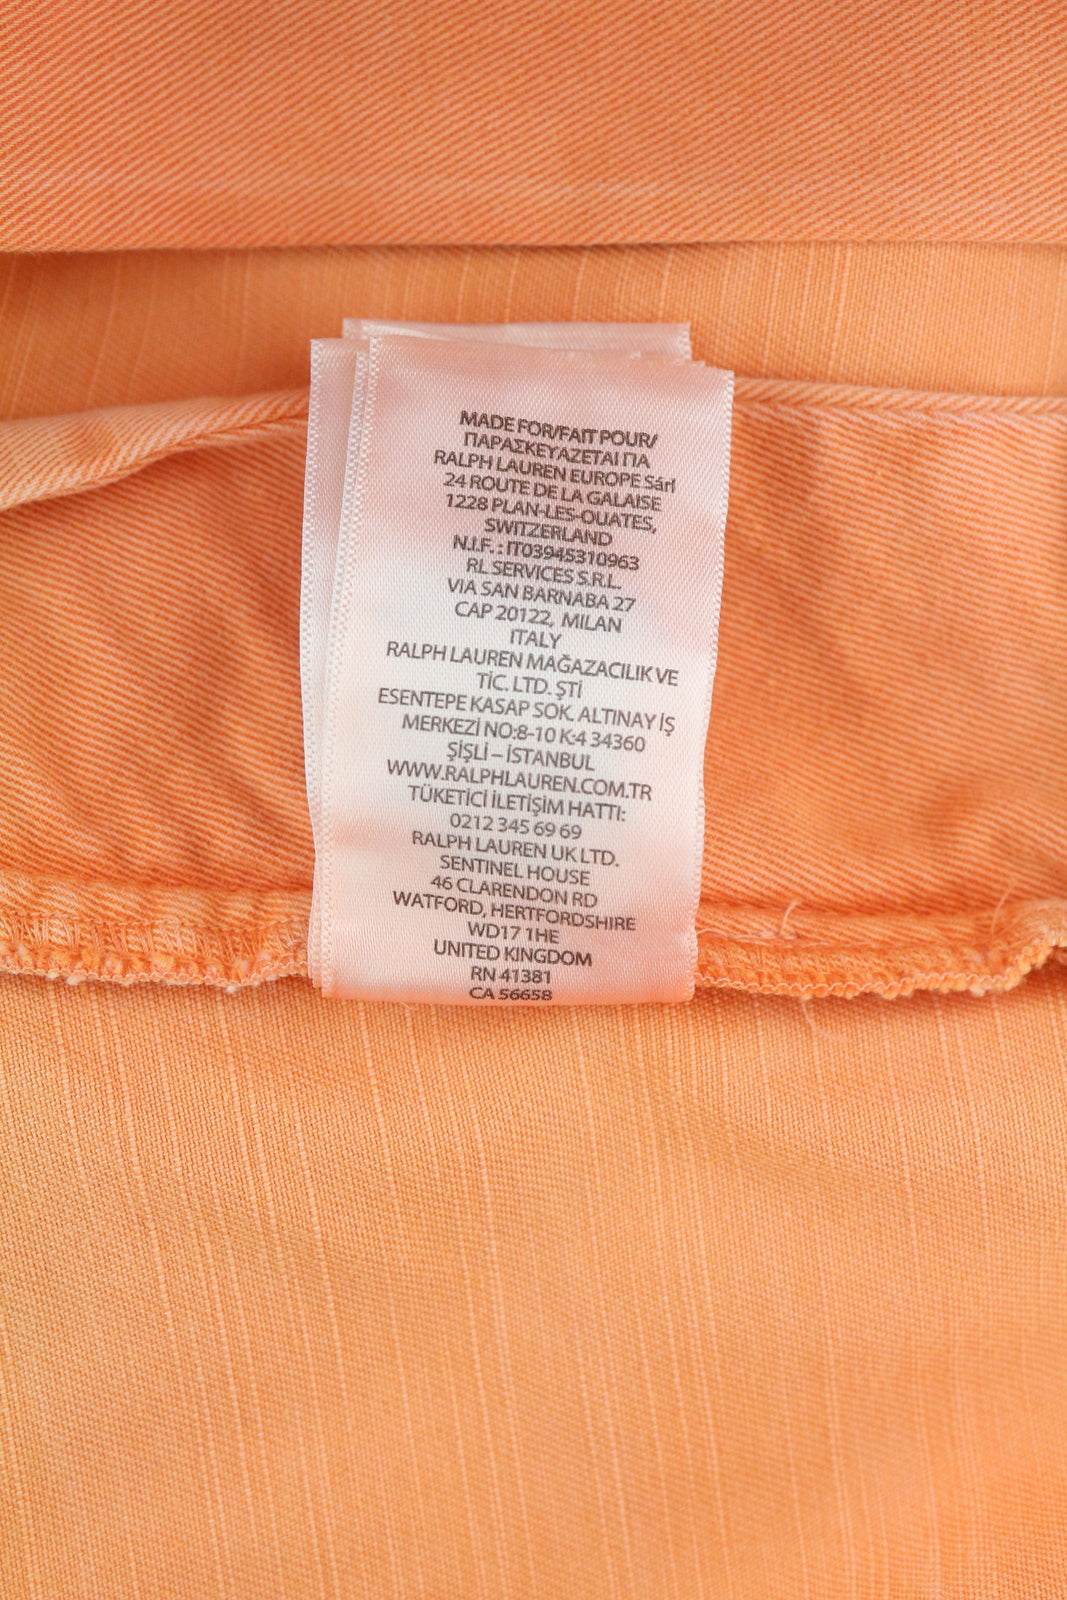 MADE FOR/FAIT POUR/
ΠΑΡΑΣΚΕΥΑΖΕΤΑΙ ΓΙΑ
RALPH LAUREN EUROPE Sárl
24 ROUTE DE LA GALAISE
1228 PLAN-LES-OUATES,
SWITZERLAND
N.I.F. : IT03945310963
RL SERVICES S.R.L.
VIA SAN BARNABA 27
CAP 20122, MILAN
ITALY
RALPH LAUREN MAĞAZACILIK VE
TİC. LTD. ŞTİ
ESENTEPE KASAP SOK. ALTINAY İŞ
MERKEZİ NO:8-10 K:4 34360
ŞİŞLİ – İSTANBUL
WWW.RALPHLAUREN.COM.TR
TÜKETİCİ İLETİŞİM HATTI:
0212 345 69 69
RALPH LAUREN UK LTD.
SENTINEL HOUSE
46 CLARENDON RD
WATFORD, HERTFORDSHIRE
WD17 1HE
UNITED KINGDOM
RN 41381
CA 56658